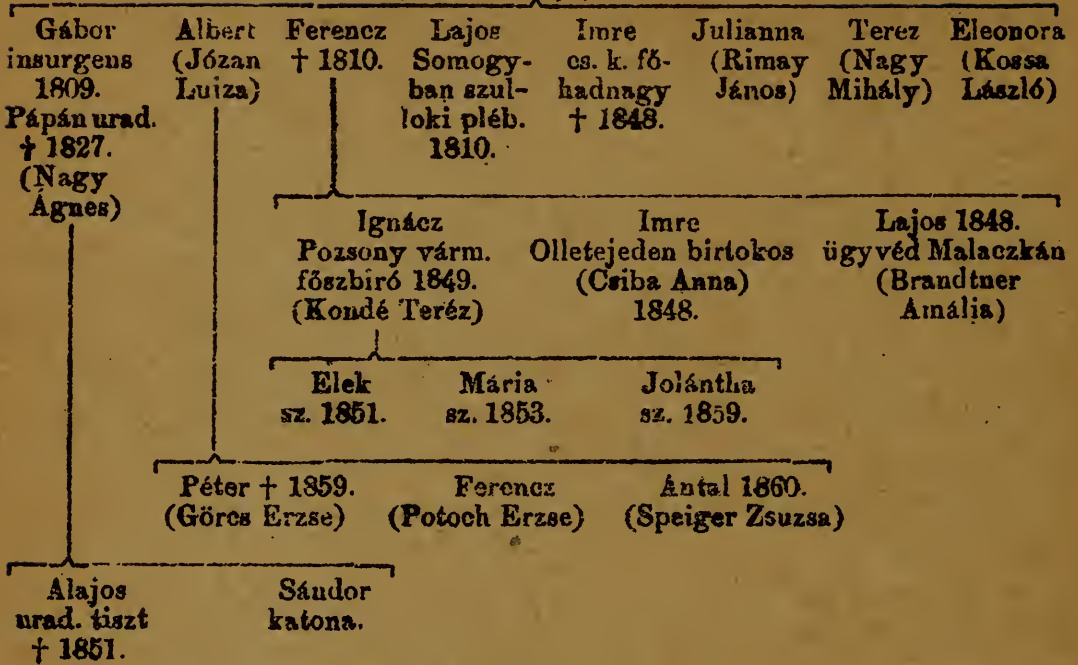 Gábor Albert Ferencz Lajos Imre Julianna Terez Eleonora
insurgens (Józan † 1810. Somogy- cs. k. fő- (Rimay (Nagy (Kossa
1809. Luiza) ban szul- hadnagy János) Mihály) László)
Pápán urad. loki pléb. † 1848.
† 1827. 1810.
(Nagy
Ágnes)
Ignácz Imre Lajos 1848.
Pozsony várm. Olletejeden birtokos ügyvéd Malaczkán
főszbiró 1849. (Csiba Anna) (Brandtner
(Kondé Teréz) 1848. Amália)
Elek Mária Jolántha
sz. 1851. sz. 1853. sz. 1859.
Péter † 1859. Ferencz Antal 1860.
(Göres Erzse) (Potoch Erzse) (Speiger Zsuzsa)
Alajos Sándor
urad. tiszt katona.
† 1851.